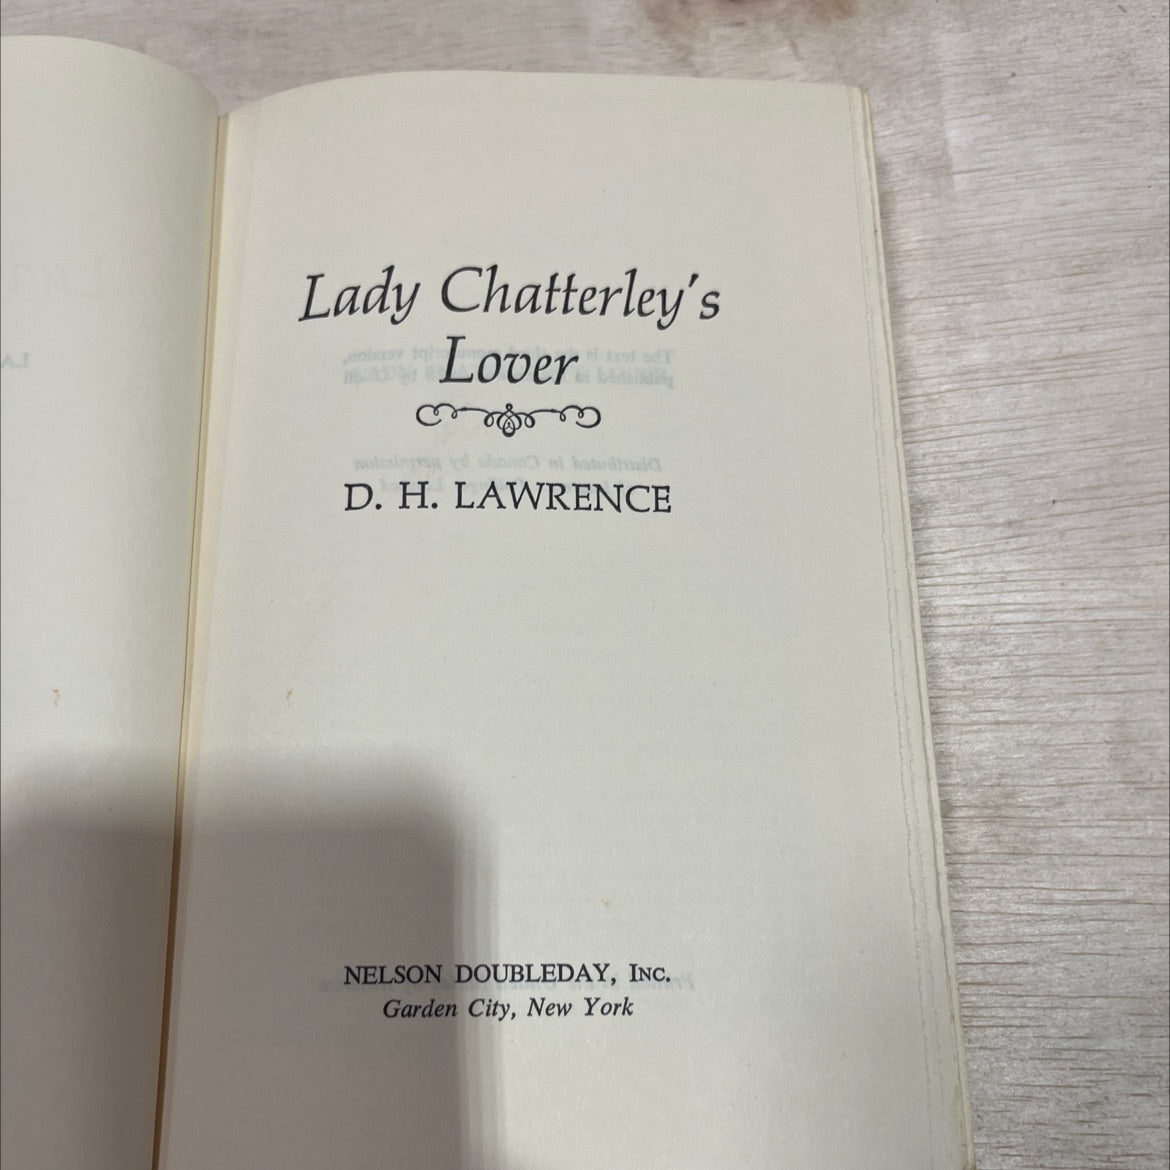 Lady Chatterley's
Lover
D. H. LAWRENCE
NELSON DOUBLEDAY, INC.
Garden City, New York